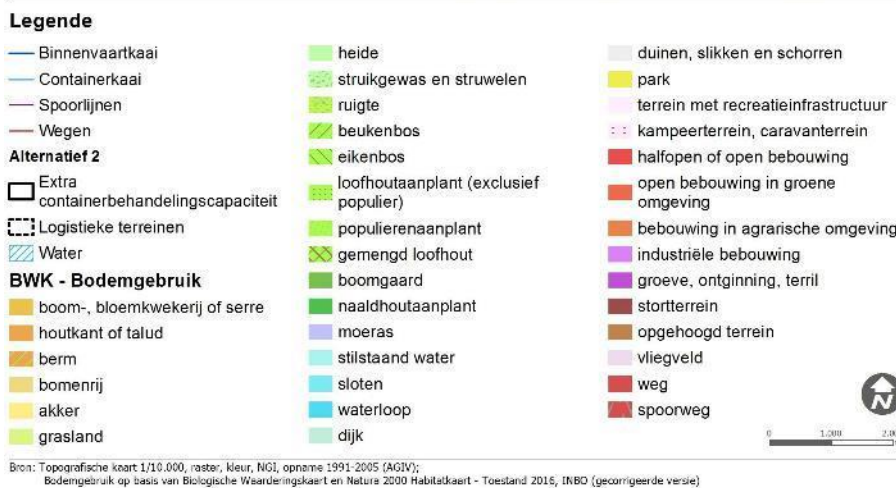 Legende
Binnenvaartkaai
Containerkaai
Spoorlijnen
Wegen
Alternatief 2
Extra
containerbehandelingscapaciteit
Logistieke terreinen
Water
BWK - Bodemgebruik
boom-, bloemkwekerij of serre
houtkant of talud
berm
bomenrij
akker
grasland
heide
struikgewas en struwelen
ruigte
beukenbos
eikenbos
loofhoutaanplant (exclusief
populier)
populierenaanplant
gemengd loofhout
boomgaard
naaldhoutaanplant
moeras
stilstaand water
sloten
waterloop
dijk
duinen, slikken en schorren
park
terrein met recreatieinfrastructuur
kampeerterrein, caravanterrein
halfopen of open bebouwing
open bebouwing in groene
omgeving
bebouwing in agrarische omgeving
industriële bebouwing
groeve, ontginning, terril
stortterrein
opgehoogd terrein
vliegveld
weg
spoorweg
N
0 1.000 2.00
Bron: Topografische kaart 1/10.000, raster, kleur, NGI, opname 1991-2005 (AGIV);
Bodemgebruik op basis van Biologische Waarderingskaart en Natura 2000 Habitatkaart - Toestand 2016, INBO (gecorrigeerde versie)